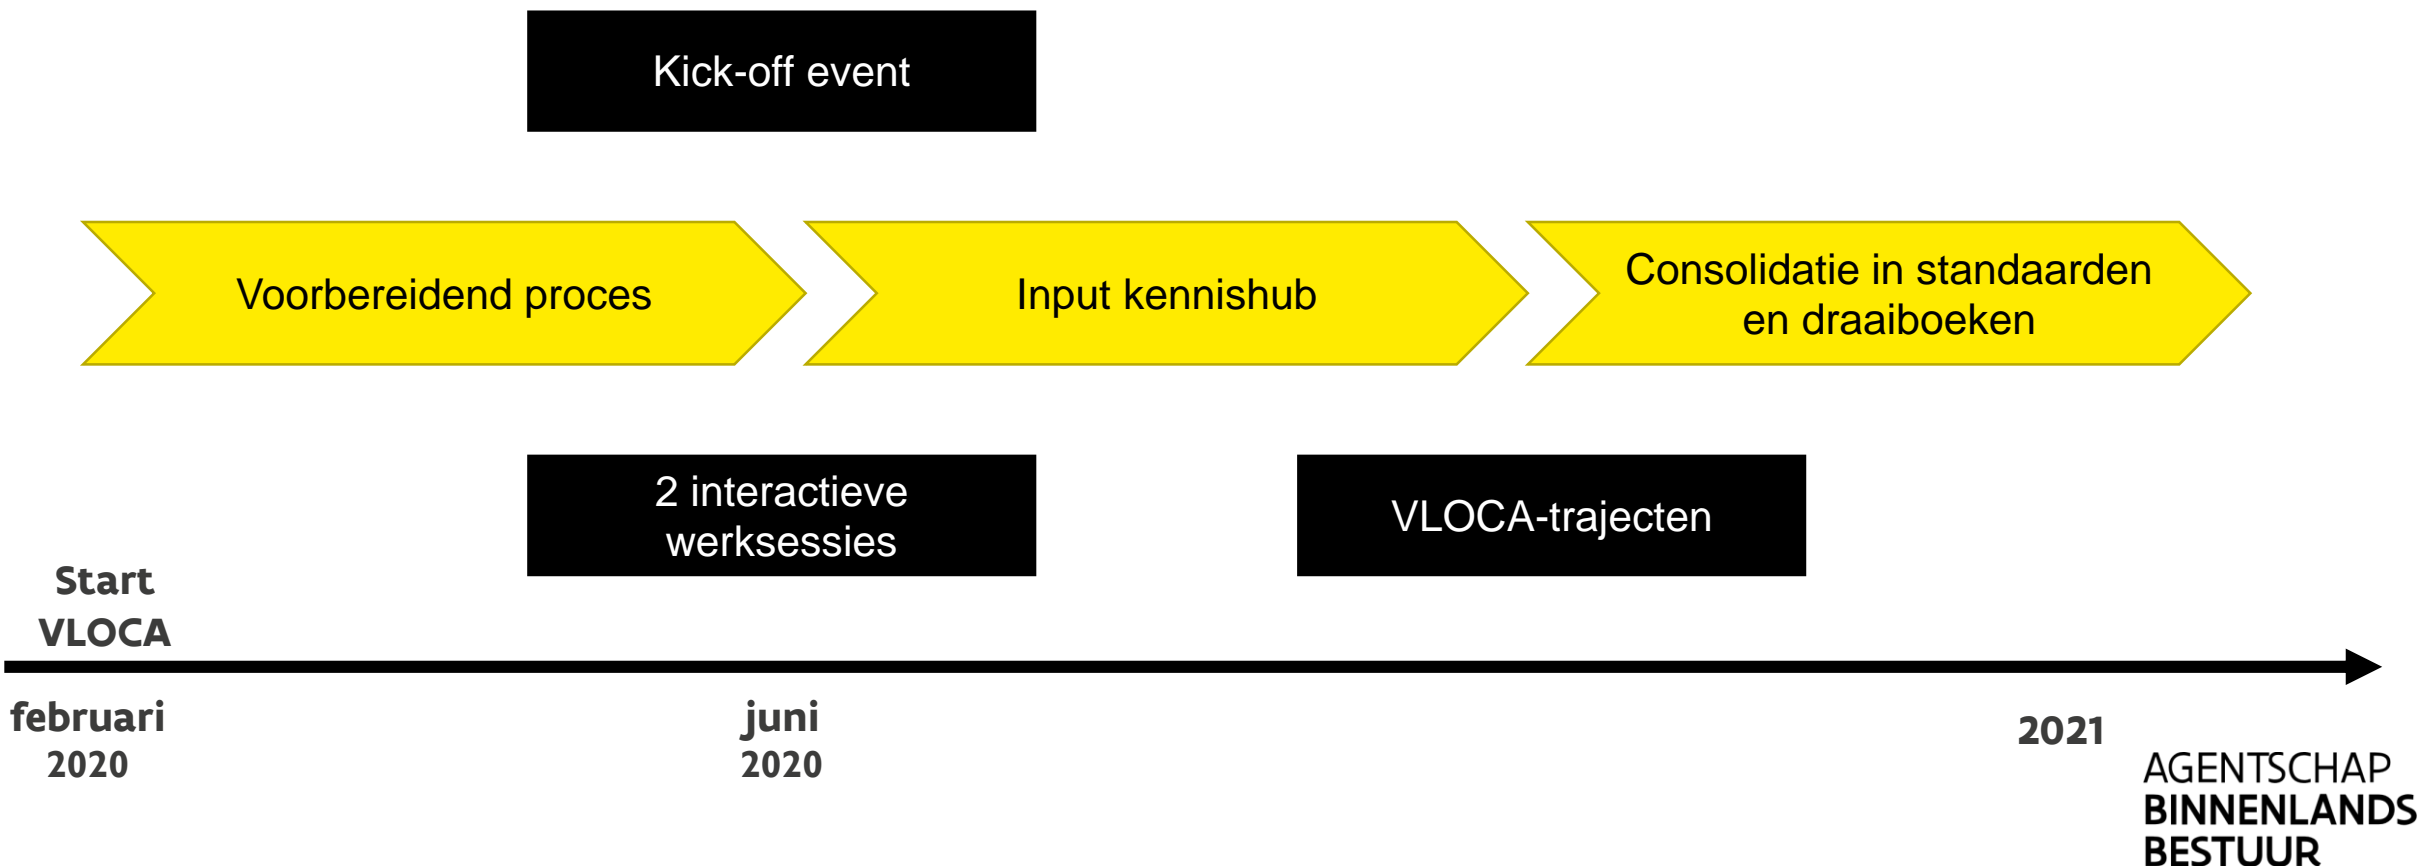 Kick-off event
Voorbereidend proces
Input kennishub
Consolidatie in standaarden
en draaiboeken
2 interactieve
werksessies
VLOCA-trajecten
Start
VLOCA
februari
2020
juni
2020
2021
AGENTSCHAP
BINNENLANDS
BESTUUR